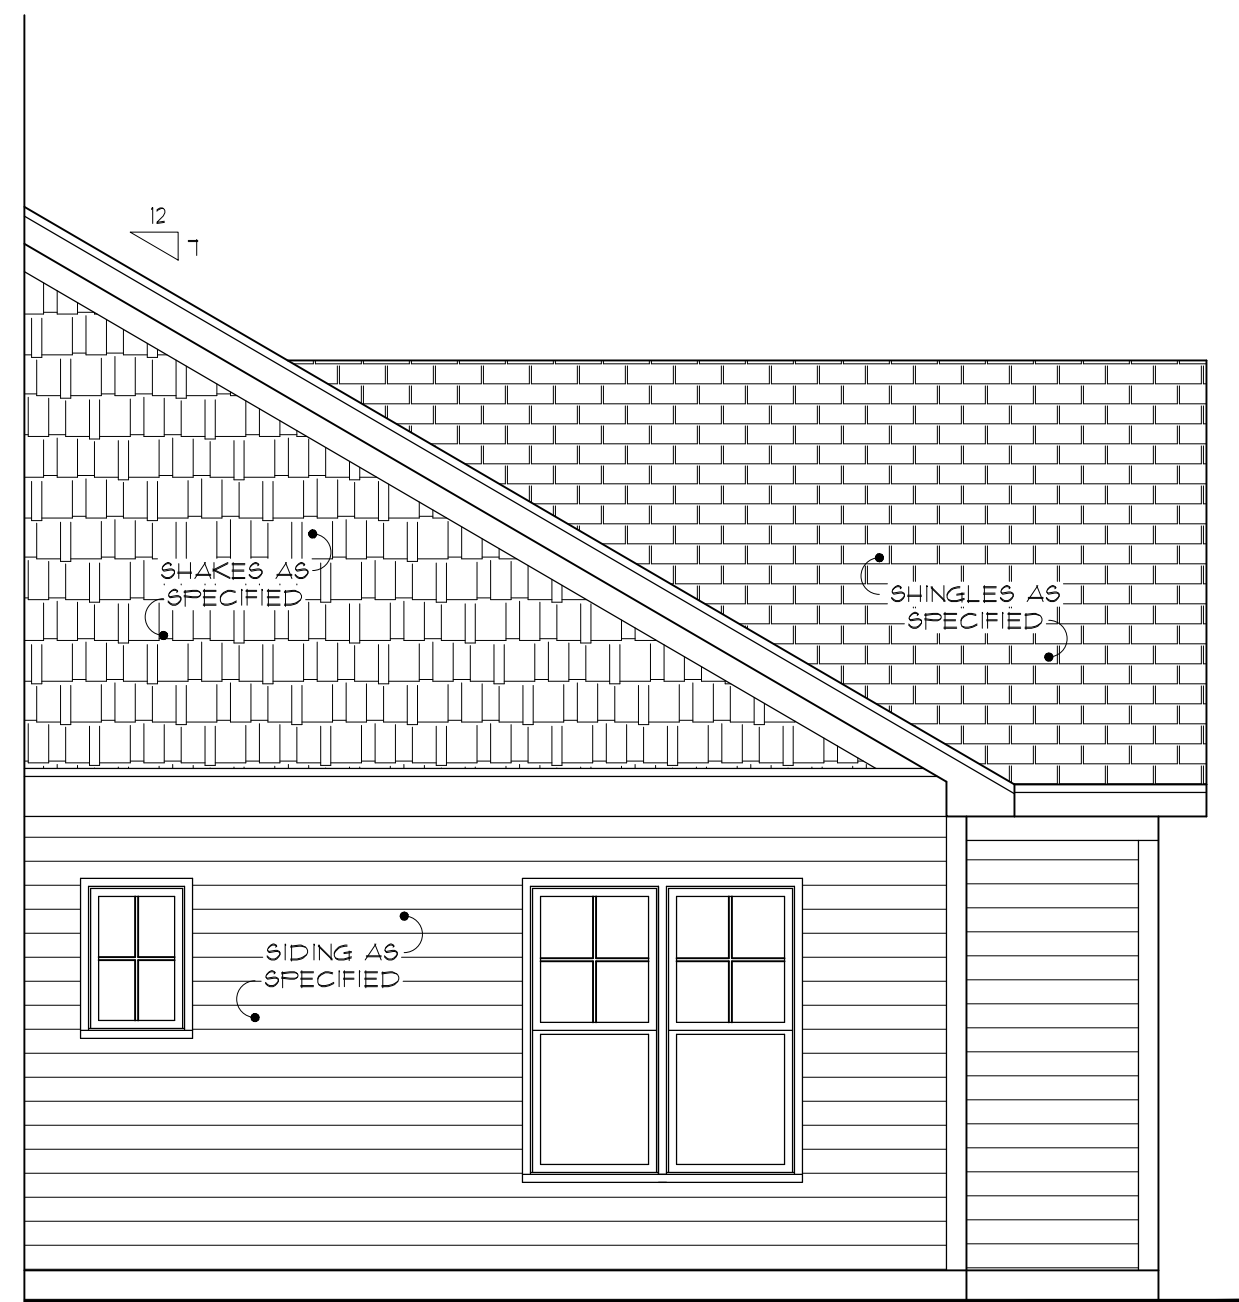 12
7
SHAKES AS
SPECIFIED
SHINGLES AS
SPECIFIED
SIDING AS
SPECIFIED